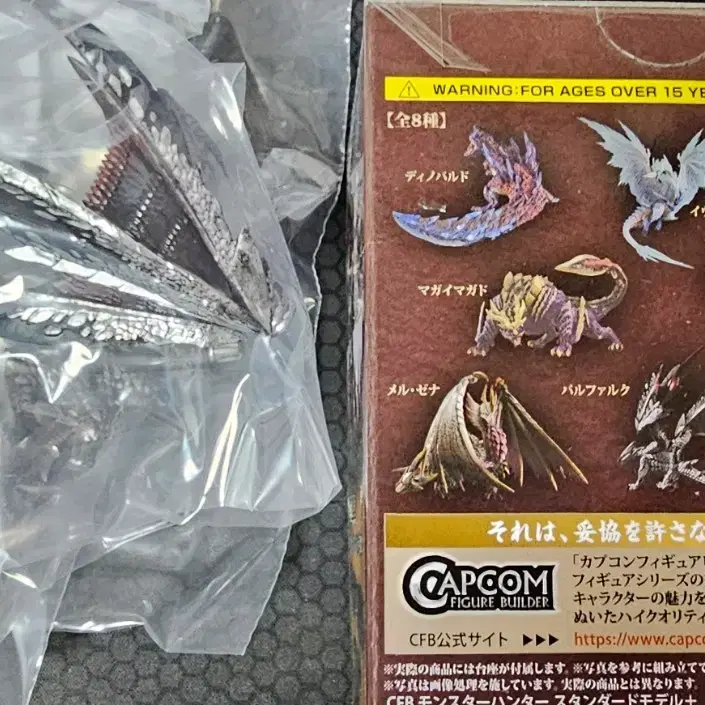 WARNING:FOR AGES OVER 15 YE
【全8種】
ディノバルド
イヴ
マガイマガド
メル・ゼナ
バルファルク
それは、妥協を許さな
CAPCOM
FIGURE BUILDER
「カプコンフィギュア
フィギュアシリーズの
キャラクターの魅力を
ぬいたハイクオリティ
CFB公式サイト ▶▶▶ https://www.capc
※実際の商品には台座が付属します。※写真を参考に組み立てて
※写真は画像処理を施しています。実際の商品とは異なります。
CFB モンスターハンター スタンダードモデル+